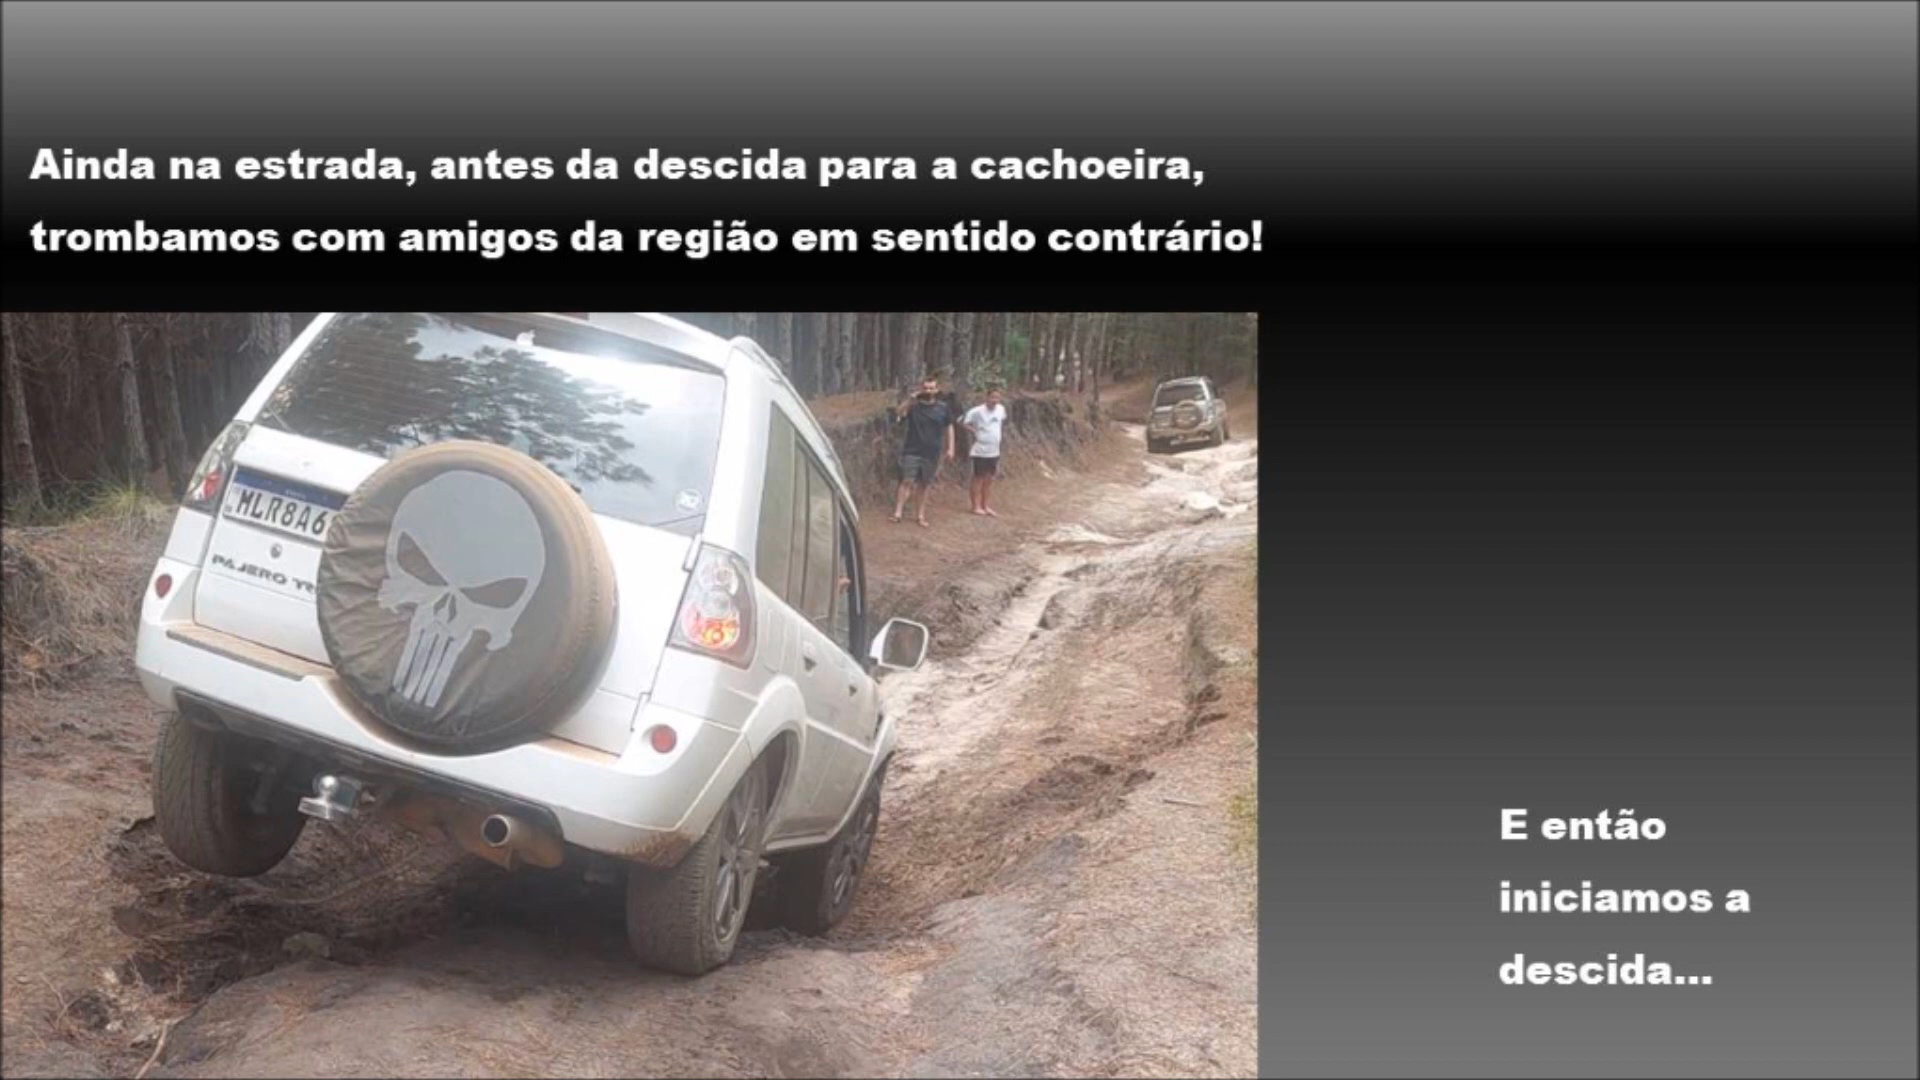 Ainda na estrada, antes da descida para a cachoeira,
trombamos com amigos da região em sentido contrário!
MLR8A6
PAJERO TR
E então
iniciamos a
descida...